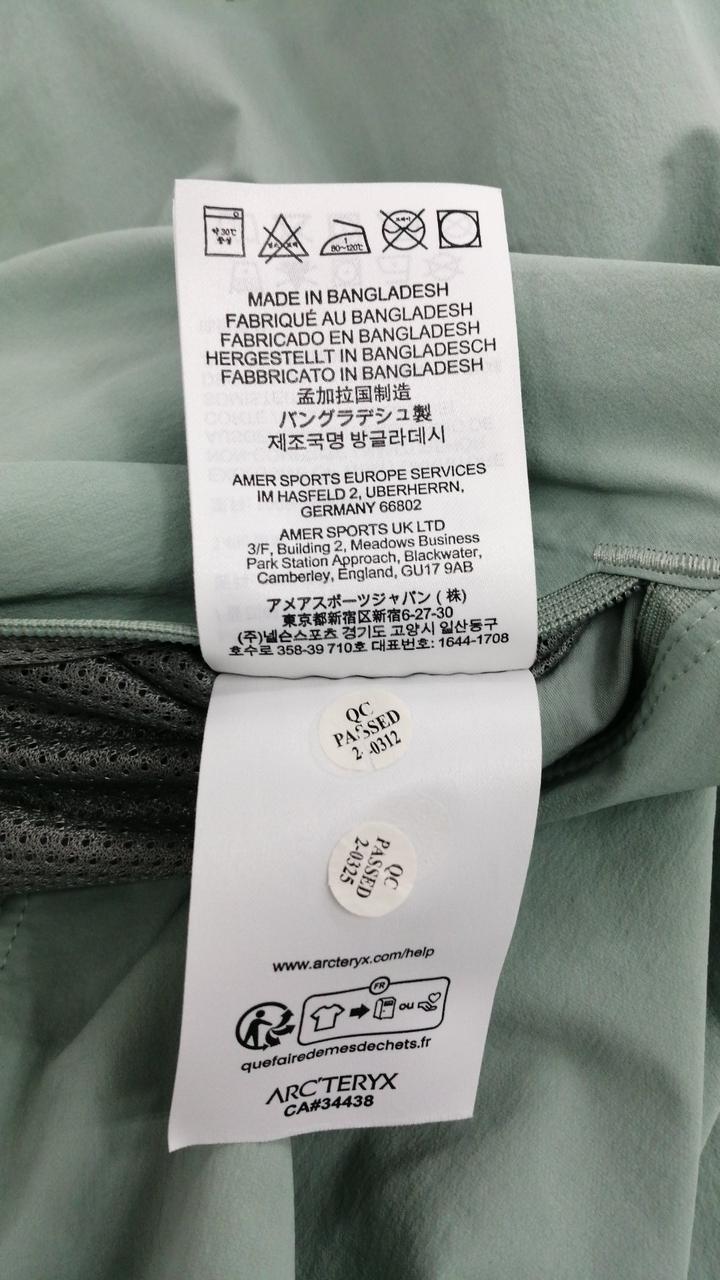 약 30℃
중성
1
80~120℃
MADE IN BANGLADESH
FABRIQUÉ AU BANGLADESH
FABRICADO EN BANGLADESH
HERGESTELLT IN BANGLADESCH
FABBRICATO IN BANGLADESH
孟加拉国制造
バングラデシュ製
제조국명 방글라데시
AMER SPORTS EUROPE SERVICES
IM HASFELD 2, UBERHERRN,
GERMANY 66802
AMER SPORTS UK LTD
3/F, Building 2, Meadows Business
Park Station Approach, Blackwater,
Camberley, England, GU17 9AB
アメアスポーツジャパン (株)
東京都新宿区新宿6-27-30
(주)넬슨스포츠 경기도 고양시 일산동구
호수로 358-39 710호 대표번호: 1644-1708
QC
PASSED
2-0312
QC
PASSED
2-0325
www.arcteryx.com/help
FR
ou
quefairedemesdechets.fr
ARC'TERYX
CA#34438